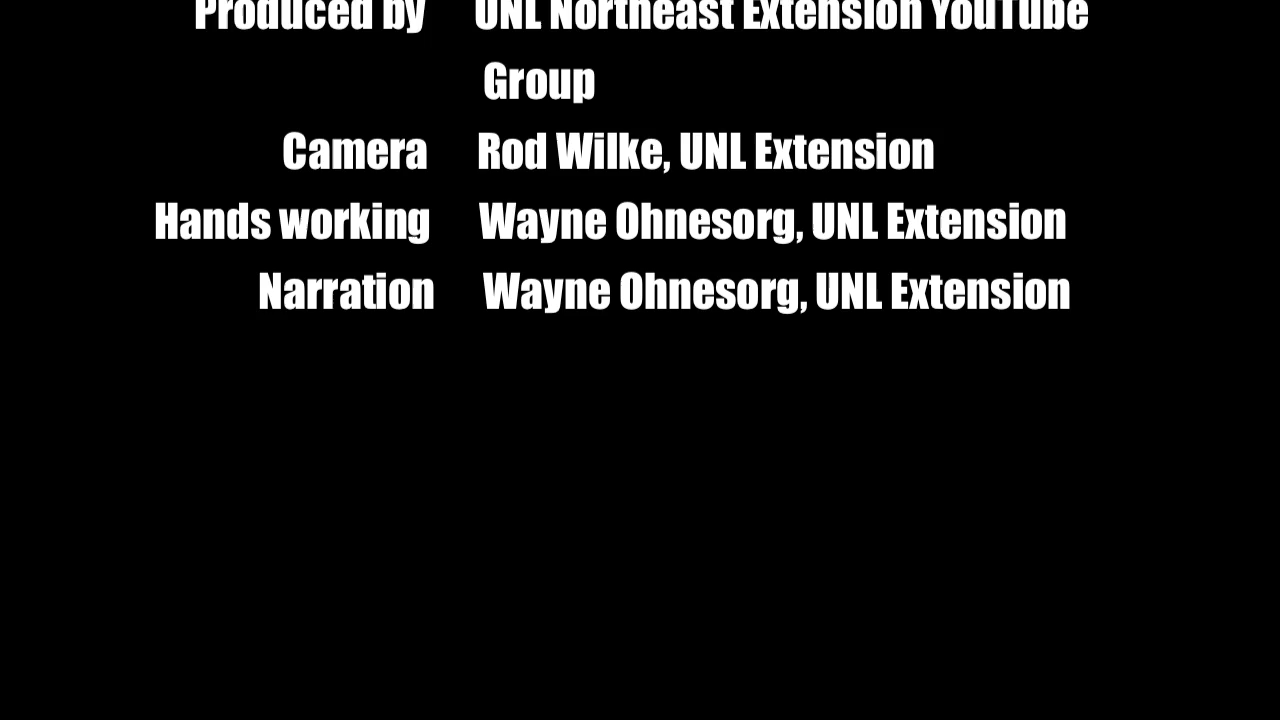 Produced by UNL Northeast Extension YouTube
Group
Camera Rod Wilke, UNL Extension
Hands working Wayne Ohnesorg, UNL Extension
Narration Wayne Ohnesorg, UNL Extension